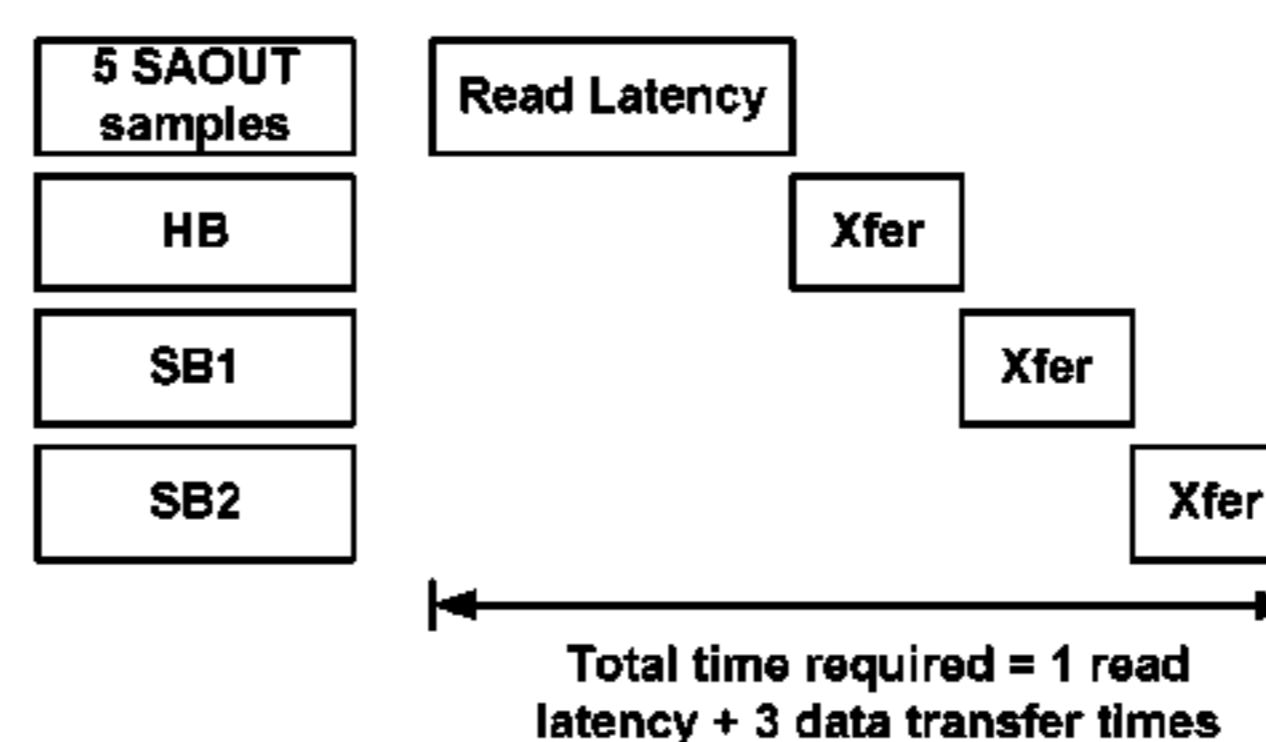 5 SAOUT
samples
Read Latency
HB
Xfer
SB1
Xfer
SB2
Xfer
Total time required = 1 read
latency + 3 data transfer times